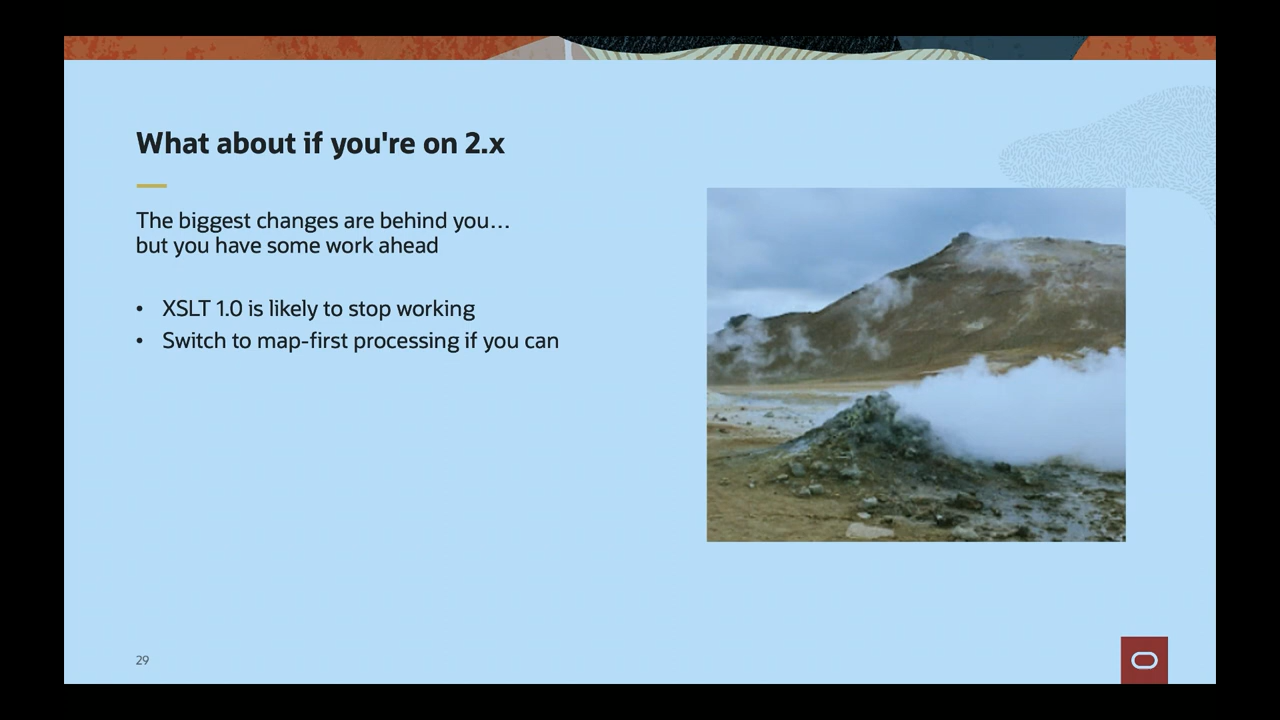 What about if you're on 2.x
The biggest changes are behind you…
but you have some work ahead
• XSLT 1.0 is likely to stop working
• Switch to map-first processing if you can
29